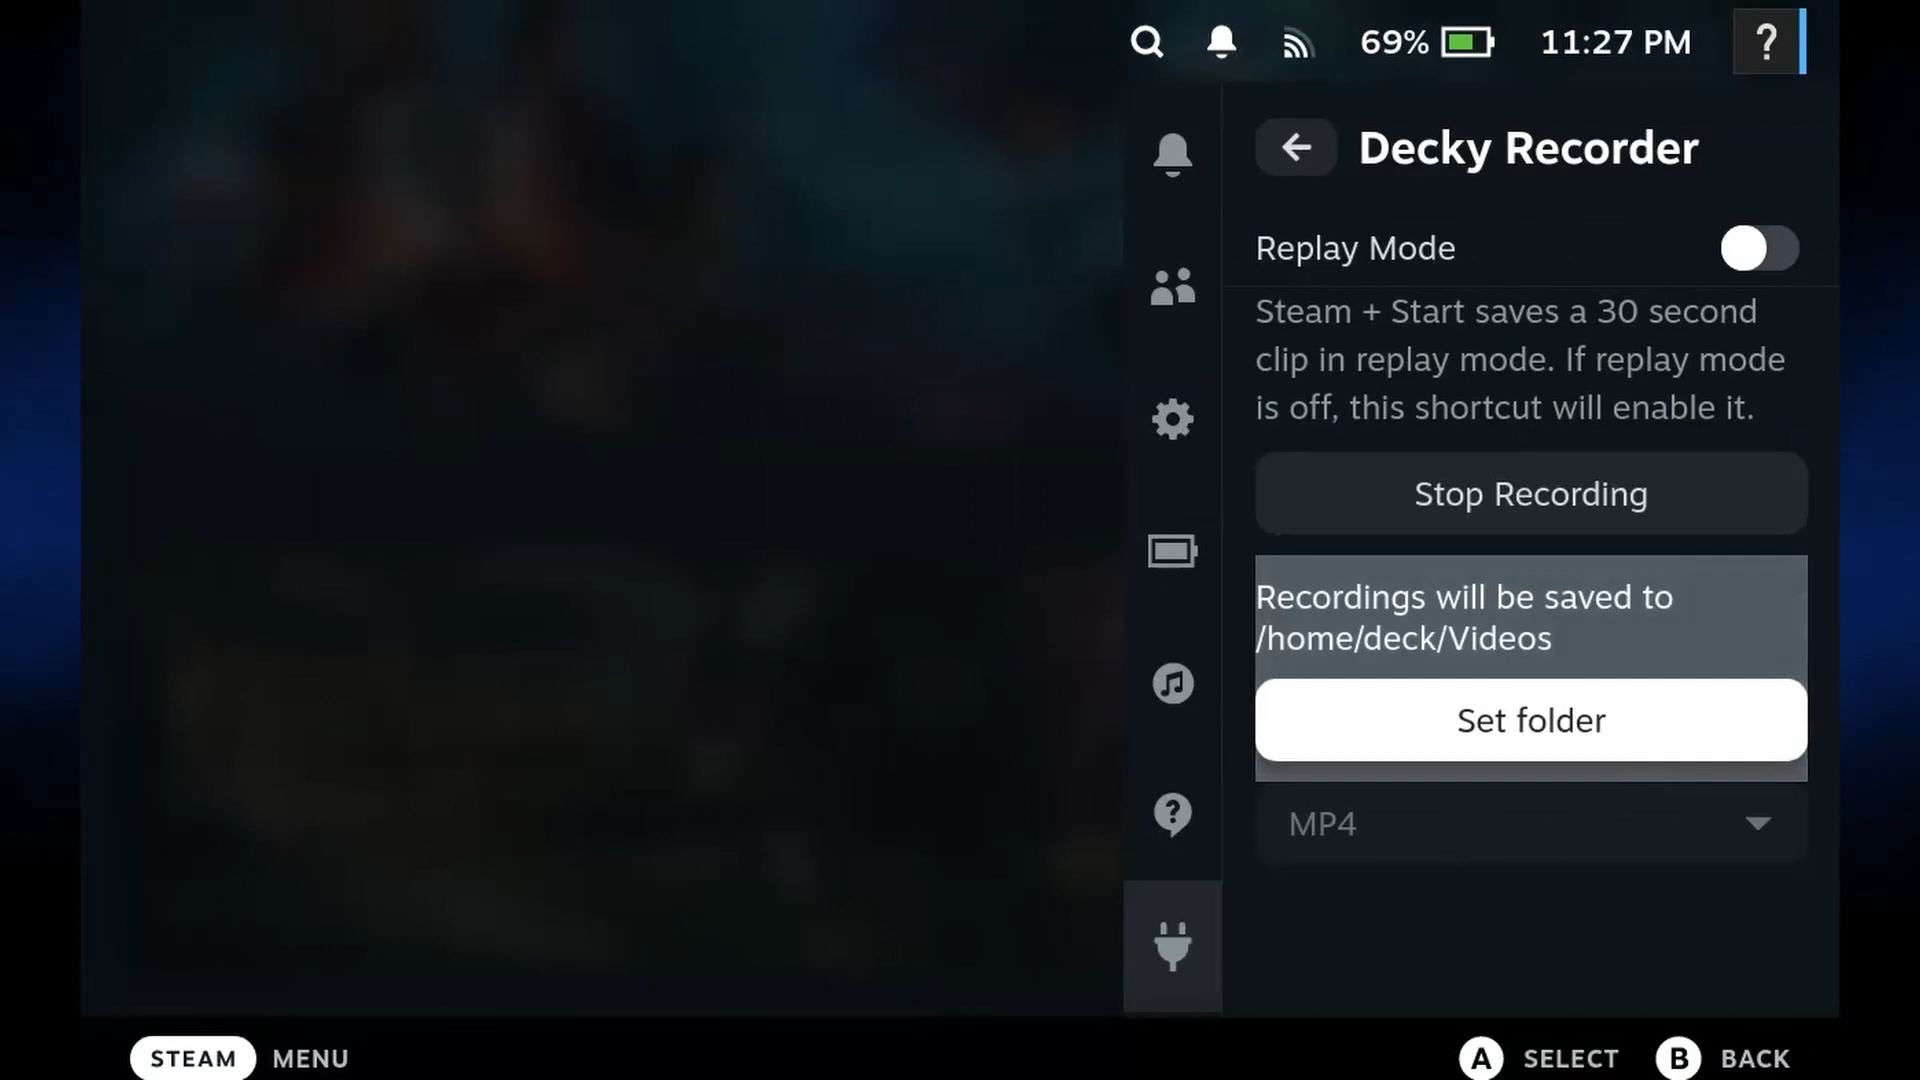 69%
11:27 PM
?
Decky Recorder
Replay Mode
Steam + Start saves a 30 second
clip in replay mode. If replay mode
is off, this shortcut will enable it.
Stop Recording
Recordings will be saved to
/home/deck/Videos
Set folder
MP4
STEAM MENU
A SELECT B BACK